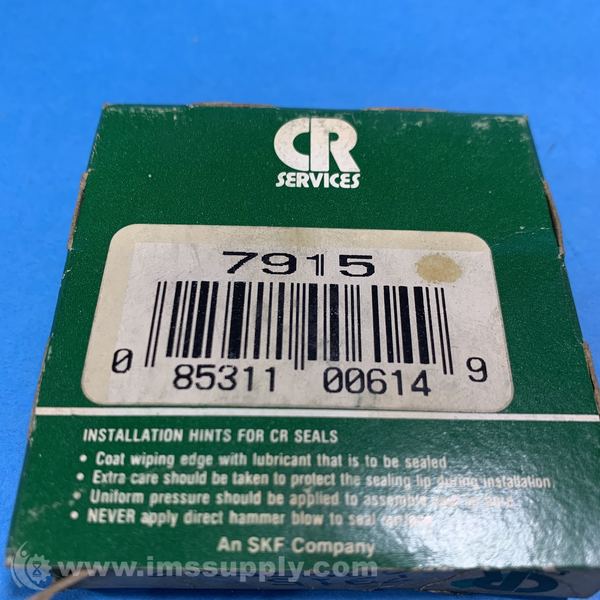 CR
SERVICES
7915
0 85311 00614 9
INSTALLATION HINTS FOR CR SEALS
• Coat wiping edge with lubricant that is to be sealed
• Extra care should be taken to protect the sealing lip during installation
• Uniform pressure should be applied to assemble
• NEVER apply direct hammer blow to seal
An SKF Company
© www.imssupply.com
CR